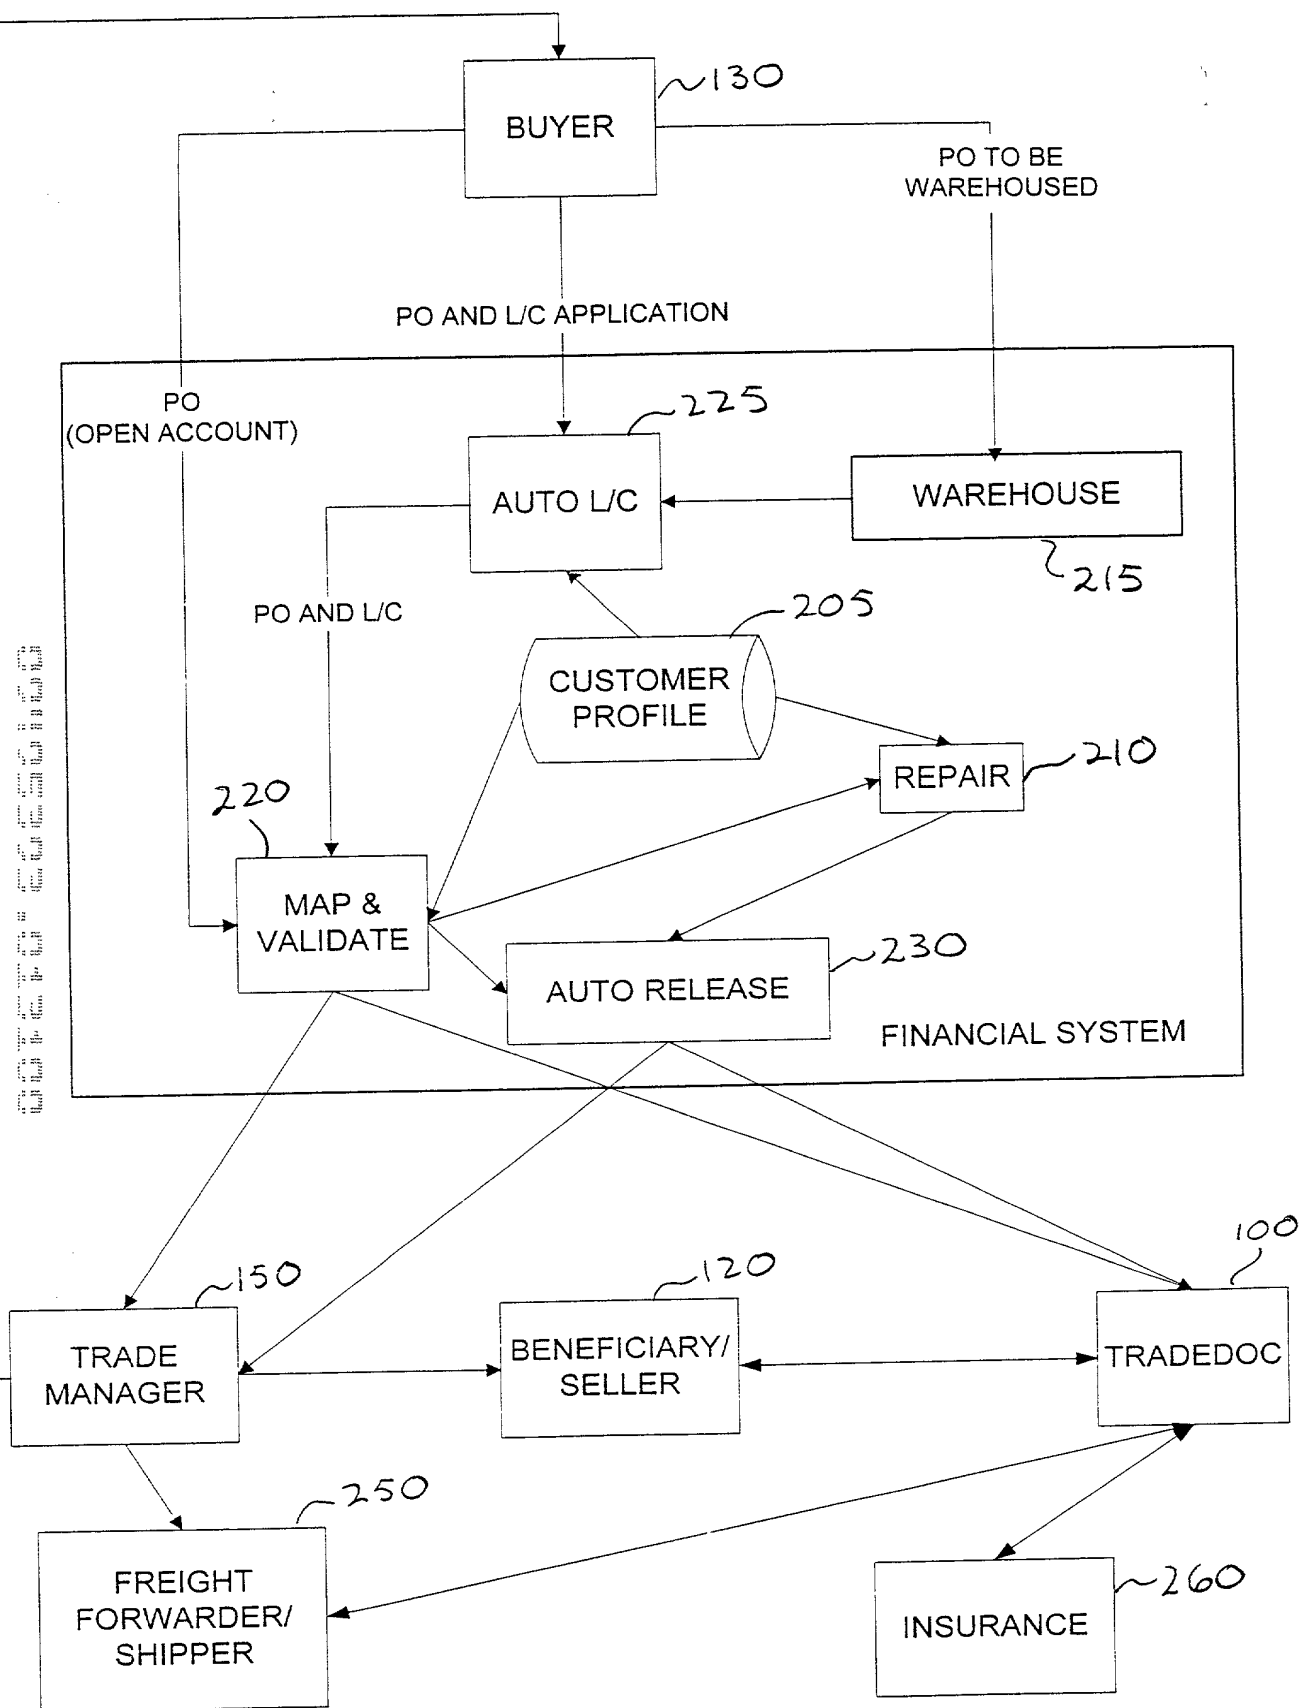 130
BUYER
PO TO BE
WAREHOUSED
PO AND L/C APPLICATION
PO
(OPEN ACCOUNT)
225
AUTO L/C
WAREHOUSE
215
PO AND L/C
205
CUSTOMER
PROFILE
REPAIR
210
220
MAP &
VALIDATE
230
AUTO RELEASE
FINANCIAL SYSTEM
100
150
120
TRADE
MANAGER
BENEFICIARY/
SELLER
TRADEDOC
250
FREIGHT
FORWARDER/
SHIPPER
260
INSURANCE